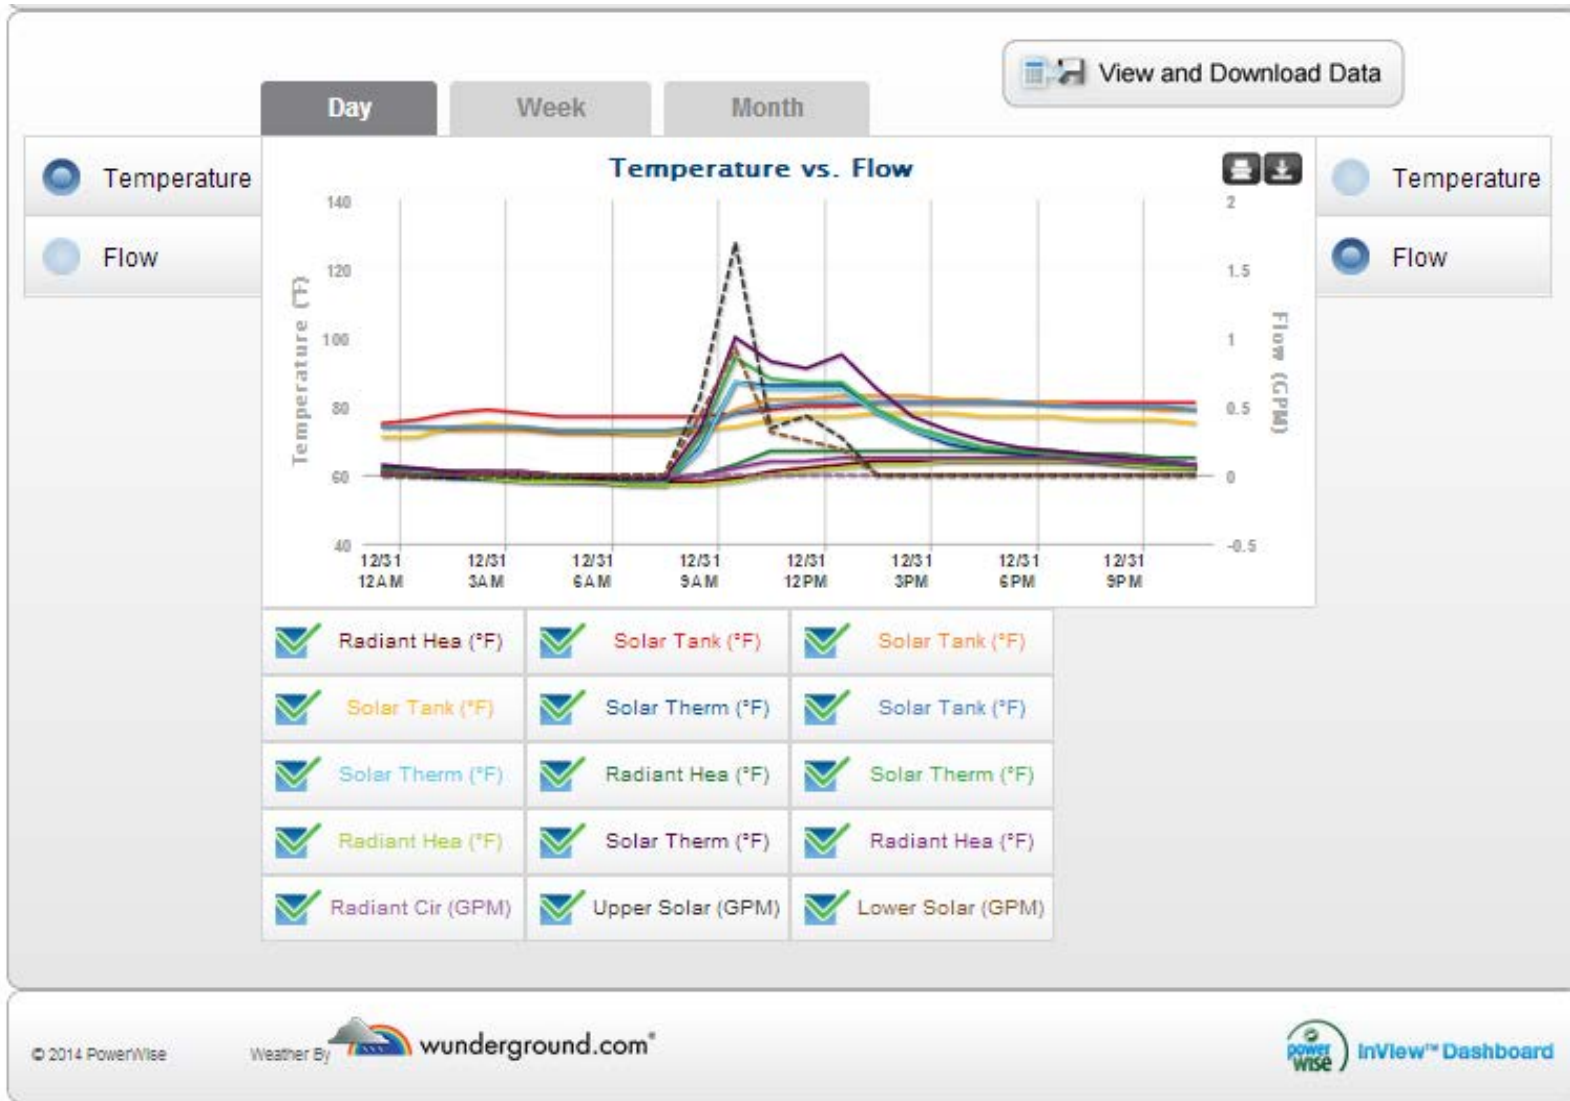 View and Download Data
Day
Week
Month
Temperature
Flow
Temperature vs. Flow
Temperature
Flow
140
120
100
80
60
40
Temperature (°F)
2
1.5
1
0.5
0
-0.5
Flow (GPM)
12/31 12/31 12/31 12/31 12/31 12/31 12/31 12/31
12AM 3AM 6AM 9AM 12PM 3PM 6PM 9PM
Radiant Hea (°F) Solar Tank (°F) Solar Tank (°F)
Solar Tank (°F) Solar Therm (°F) Solar Tank (°F)
Solar Therm (°F) Radiant Hea (°F) Solar Therm (°F)
Radiant Hea (°F) Solar Therm (°F) Radiant Hea (°F)
Radiant Cir (GPM) Upper Solar (GPM) Lower Solar (GPM)
© 2014 PowerWise
Weather By wunderground.com®
power
wise
InView™ Dashboard